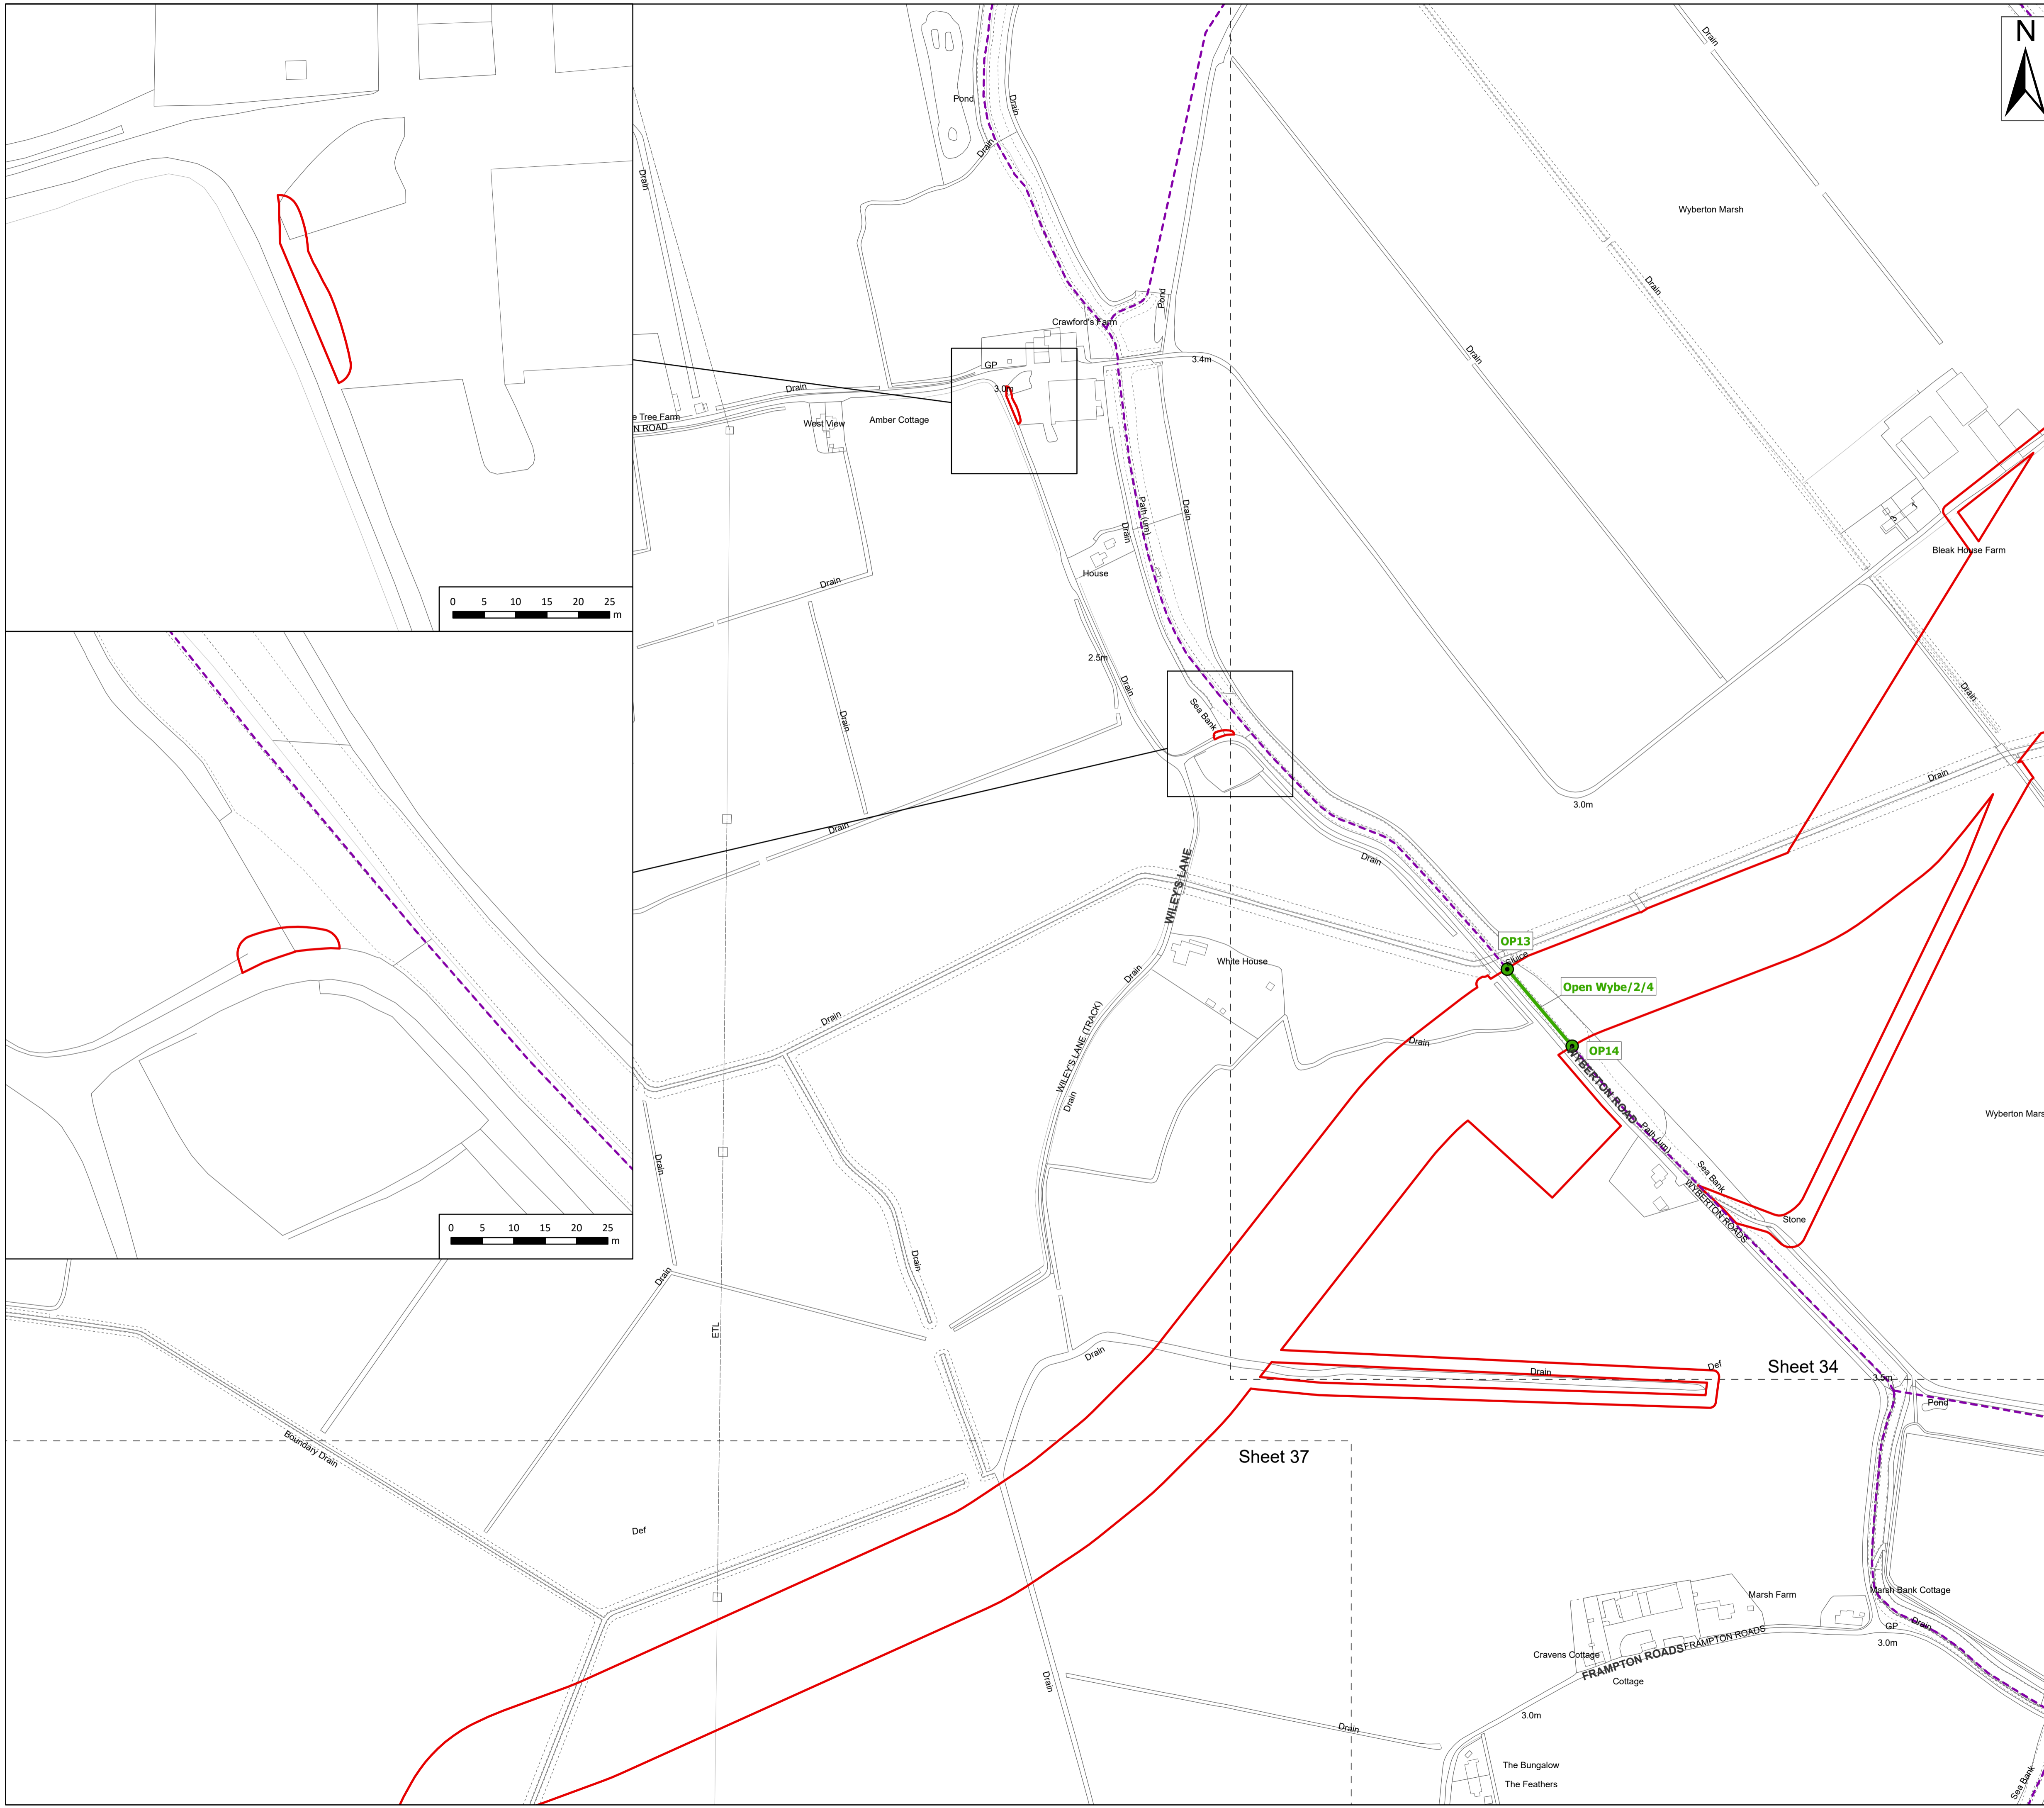 N
Drain
Pond
Drain
Drain
Drain
Wyberton Marsh
Drain
Pond
Crawford's Farm
3.4m
Drain
GP
3.0m
Drain
e Tree Farm
N ROAD
West View
Amber Cottage
Path (um)
Drain
Drain
3
1
Bleak House Farm
House
Drain
0 5 10 15 20 25
m
2.5m
Drain
Drain
Sea Bank
Drain
Drain
3.0m
Drain
Drain
WILEY'S LANE
OP13
Sluice
White House
Drain
Open Wybe/2/4
Drain
WILEY'S LANE (TRACK)
Drain
Drain
OP14
WYBERTON ROAD
Wyberton Mars
Path (um)
Drain
Sea Bank
WYBERTON ROADS
Stone
0 5 10 15 20 25
m
Drain
Drain
ETL
Drain
Drain
Def
Sheet 34
3.5m
Pond
Boundary Drain
Sheet 37
Def
Marsh Farm
Marsh Bank Cottage
Drain
GP
3.0m
FRAMPTON ROADS
FRAMPTON ROADS
Cravens Cottage
Cottage
Drain
3.0m
Drain
The Bungalow
The Feathers
Sea Bank